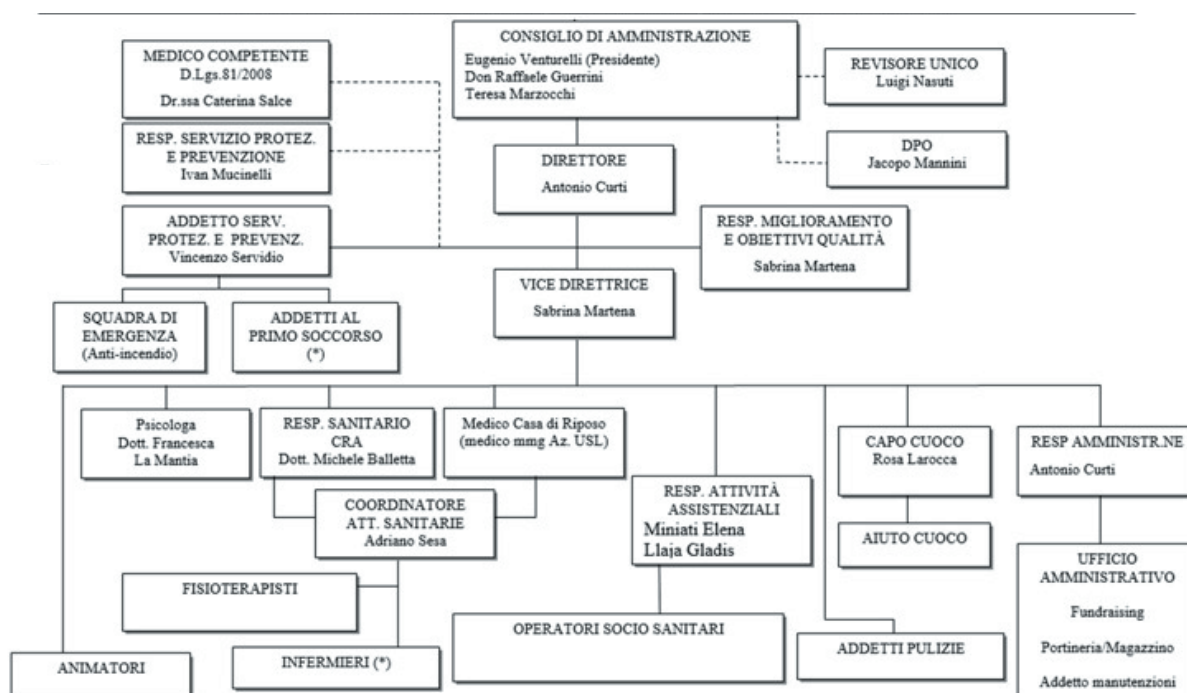 CONSIGLIO DI AMMINISTRAZIONE
Eugenio Venturelli (Presidente)
Don Raffaele Guerrini
Teresa Marzocchi
MEDICO COMPETENTE
D.Lgs.81/2008
Dr.ssa Caterina Salce
REVISORE UNICO
Luigi Nasuti
RESP. SERVIZIO PROTEZ.
E PREVENZIONE
Ivan Mucinelli
DIRETTORE
Antonio Curti
DPO
Jacopo Mannini
ADDETTO SERV.
PROTEZ. E PREVENZ.
Vincenzo Servidio
RESP. MIGLIORAMENTO
E OBIETTIVI QUALITÀ
Sabrina Martena
VICE DIRETTRICE
Sabrina Martena
SQUADRA DI
EMERGENZA
(Anti-incendio)
ADDETTI AL
PRIMO SOCCORSO
(*)
Psicologa
Dott. Francesca
La Mantia
RESP. SANITARIO
CRA
Dott. Michele Balletta
Medico Casa di Riposo
(medico mmg Az. USL)
CAPO CUOCO
Rosa Larocca
RESP AMMINISTR.NE
Antonio Curti
COORDINATORE
ATT. SANITARIE
Adriano Sesa
RESP. ATTIVITÀ
ASSISTENZIALI
Miniati Elena
Llaja Gladis
AIUTO CUOCO
UFFICIO
AMMINISTRATIVO
Fundraising
Portineria/Magazzino
Addetto manutenzioni
FISIOTERAPISTI
OPERATORI SOCIO SANITARI
ANIMATORI
INFERMIERI (*)
ADDETTI PULIZIE